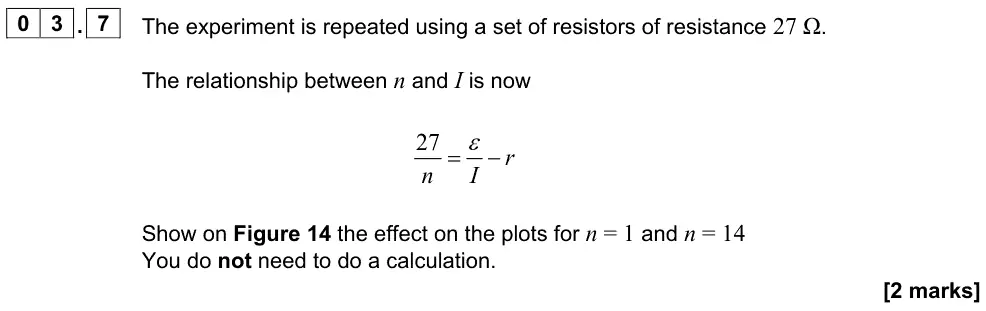 0 3 . 7 The experiment is repeated using a set of resistors of resistance 27 Ω.
The relationship between n and I is now
27/n = ε/I − r
Show on Figure 14 the effect on the plots for n = 1 and n = 14
You do not need to do a calculation.
[2 marks]